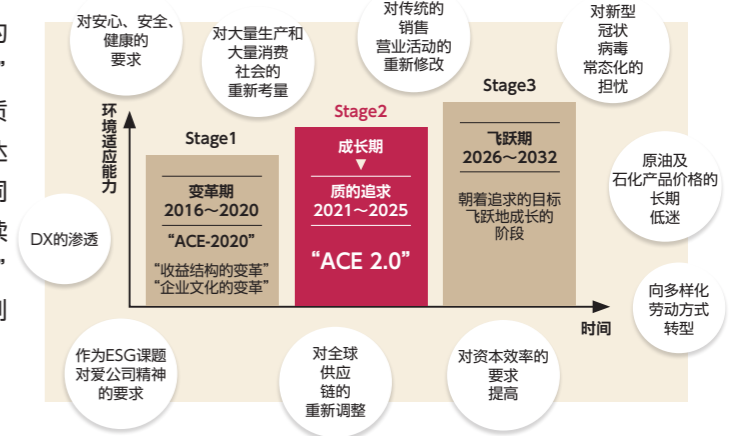 对安心、安全、
健康的
要求
对大量生产和
大量消费
社会的
重新考量
对传统的
销售
营业活动的
重新修改
对新型
冠状
病毒
常态化的
担忧
环境适应能力
Stage1
变革期
2016～2020
“ACE-2020”
“收益结构的变革”
“企业文化的变革”
Stage2
成长期
▼
质的追求
2021～2025
“ACE 2.0”
Stage3
飞跃期
2026～2032
朝着追求的目标
飞跃地成长的
阶段
时间
DX的渗透
原油及
石化产品价格的
长期
低迷
向多样化
劳动方式
转型
作为ESG课题
对爱公司精神
的要求
对全球
供应
链的
重新调整
对资本效率的
要求
提高